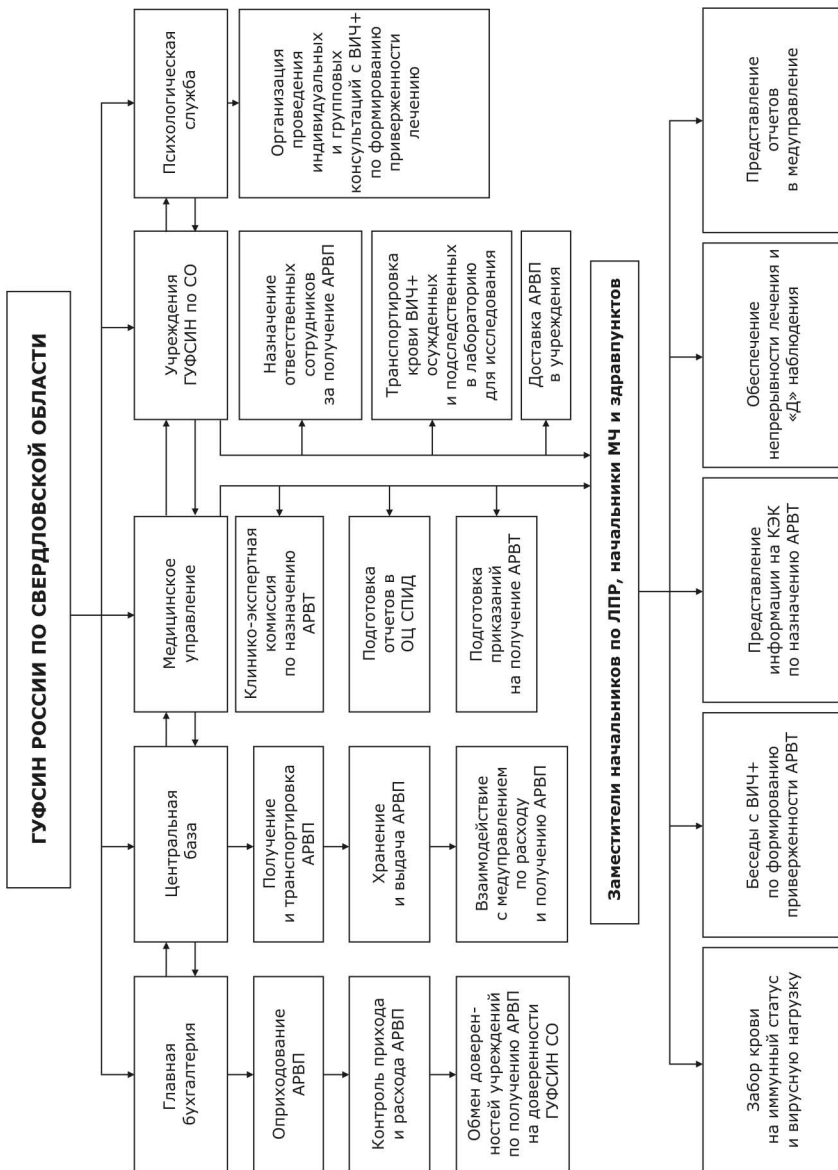 ГУФСИН РОССИИ ПО СВЕРДЛОВСКОЙ ОБЛАСТИ
Главная
бухгалтерия
Центральная
база
Медицинское
управление
Учреждения
ГУФСИН по СО
Психологическая
служба
Оприходование
АРВП
Контроль прихода
и расхода АРВП
Обмен доверен-
ностей учреждений
по получению АРВП
на доверенности
ГУФСИН СО
Получение
и транспортировка
АРВП
Хранение
и выдача АРВП
Взаимодействие
с медуправлением
по расходу
и получению АРВП
Клинико-экспертная
комиссия
по назначению
АРВТ
Подготовка
отчетов в
ОЦ СПИД
Подготовка
приказаний
на получение АРВТ
Назначение
ответственных
сотрудников
за получение АРВП
Транспортировка
крови ВИЧ+
осужденных
и подследственных
в лабораторию
для исследования
Доставка АРВП
в учреждения
Организация
проведения
индивидуальных
и групповых
консультаций с ВИЧ+
по формированию
приверженности
лечению
Заместители начальников по ЛПР, начальники МЧ и здравпунктов
Забор крови
на иммунный статус
и вирусную нагрузку
Беседы с ВИЧ+
по формированию
приверженности АРВТ
Представление
информации на КЭК
по назначению АРВТ
Обеспечение
непрерывности лечения и
«Д» наблюдения
Представление
отчетов
в медуправление